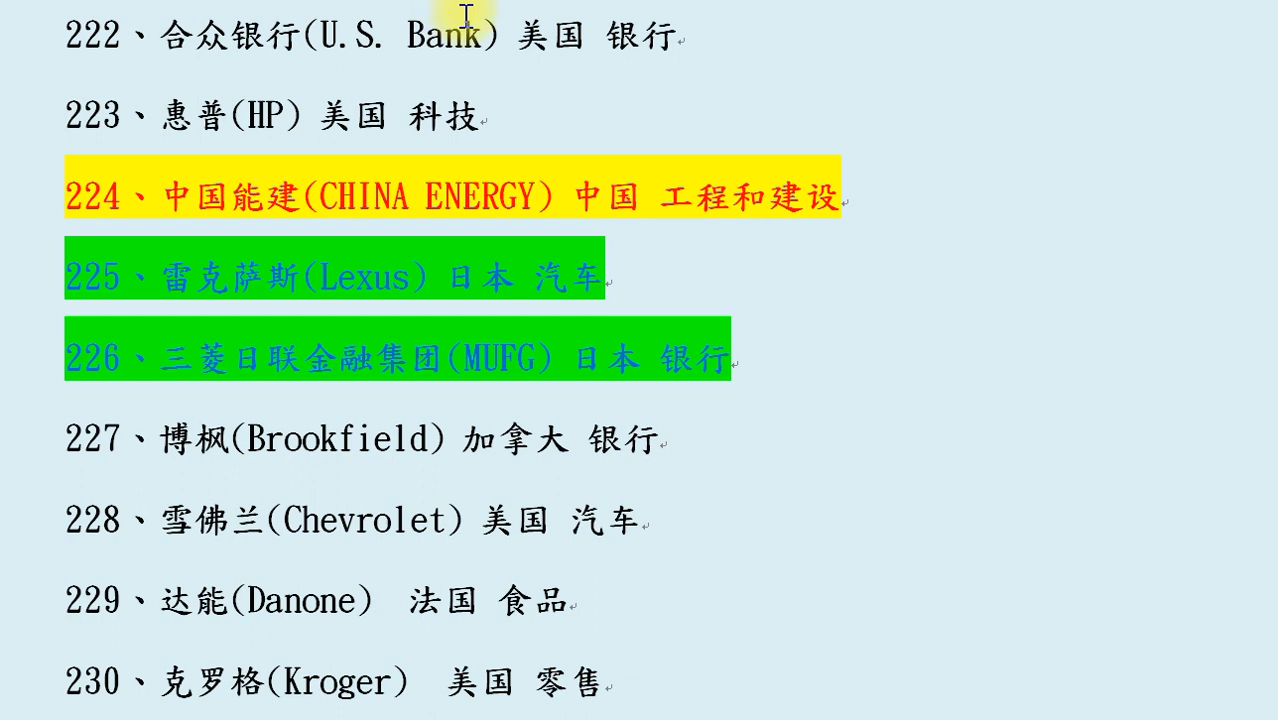 222、合众银行(U.S. Bank) 美国 银行
223、惠普(HP) 美国 科技
224、中国能建(CHINA ENERGY) 中国 工程和建设
225、雷克萨斯(Lexus) 日本 汽车
226、三菱日联金融集团(MUFG) 日本 银行
227、博枫(Brookfield) 加拿大 银行
228、雪佛兰(Chevrolet) 美国 汽车
229、达能(Danone) 法国 食品
230、克罗格(Kroger) 美国 零售